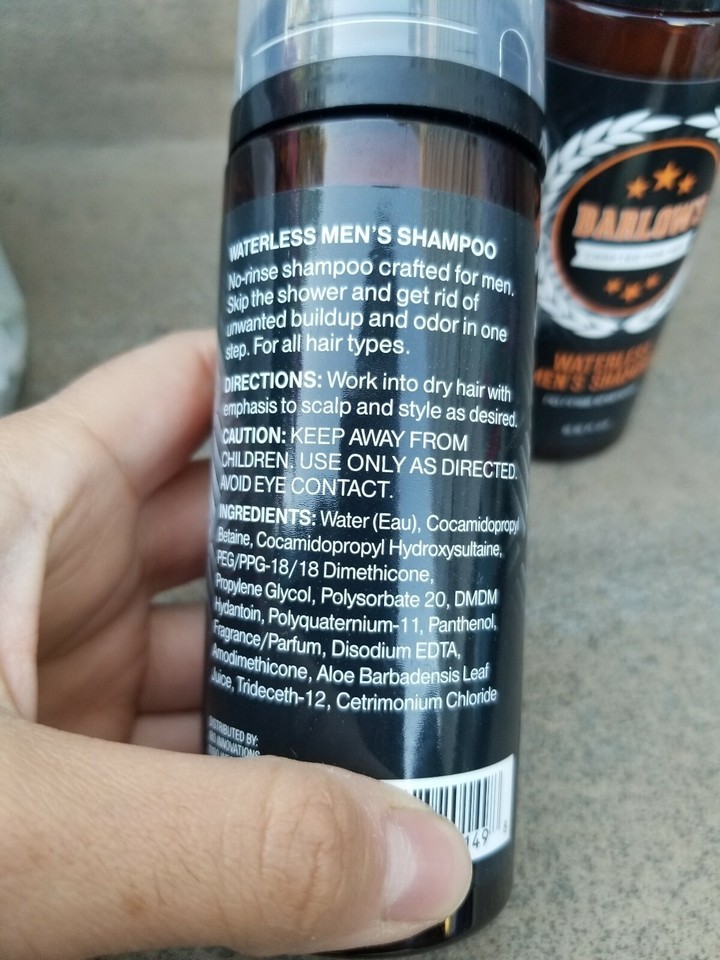 WATERLESS MEN'S SHAMPOO
No-rinse shampoo crafted for men.
Skip the shower and get rid of
unwanted buildup and odor in one
step. For all hair types.
DIRECTIONS: Work into dry hair with
emphasis to scalp and style as desired.
CAUTION: KEEP AWAY FROM
CHILDREN. USE ONLY AS DIRECTED.
AVOID EYE CONTACT.
INGREDIENTS: Water (Eau), Cocamidopropyl
Betaine, Cocamidopropyl Hydroxysultaine,
PEG/PPG-18/18 Dimethicone,
Propylene Glycol, Polysorbate 20, DMDM
Hydantoin, Polyquaternium-11, Panthenol,
Fragrance/Parfum, Disodium EDTA,
Amodimethicone, Aloe Barbadensis Leaf
Juice, Trideceth-12, Cetrimonium Chloride
DISTRIBUTED BY:
INNOVATIONS
149
BARLOW'S
WATERLESS
MEN'S SHAMPOO